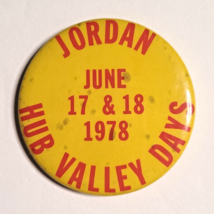 JORDAN
JUNE
17 & 18
1978
HUB VALLEY DAYS